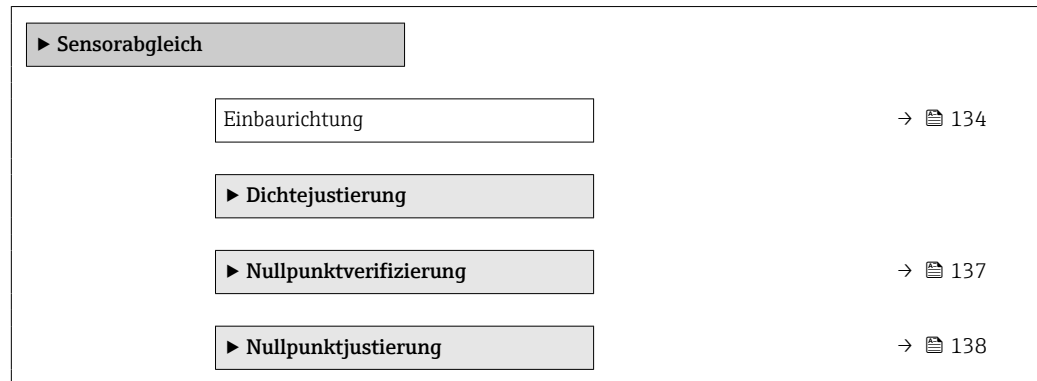 ▶ Sensorabgleich
Einbaurichtung → 134
▶ Dichtejustierung
▶ Nullpunktverifizierung → 137
▶ Nullpunktjustierung → 138